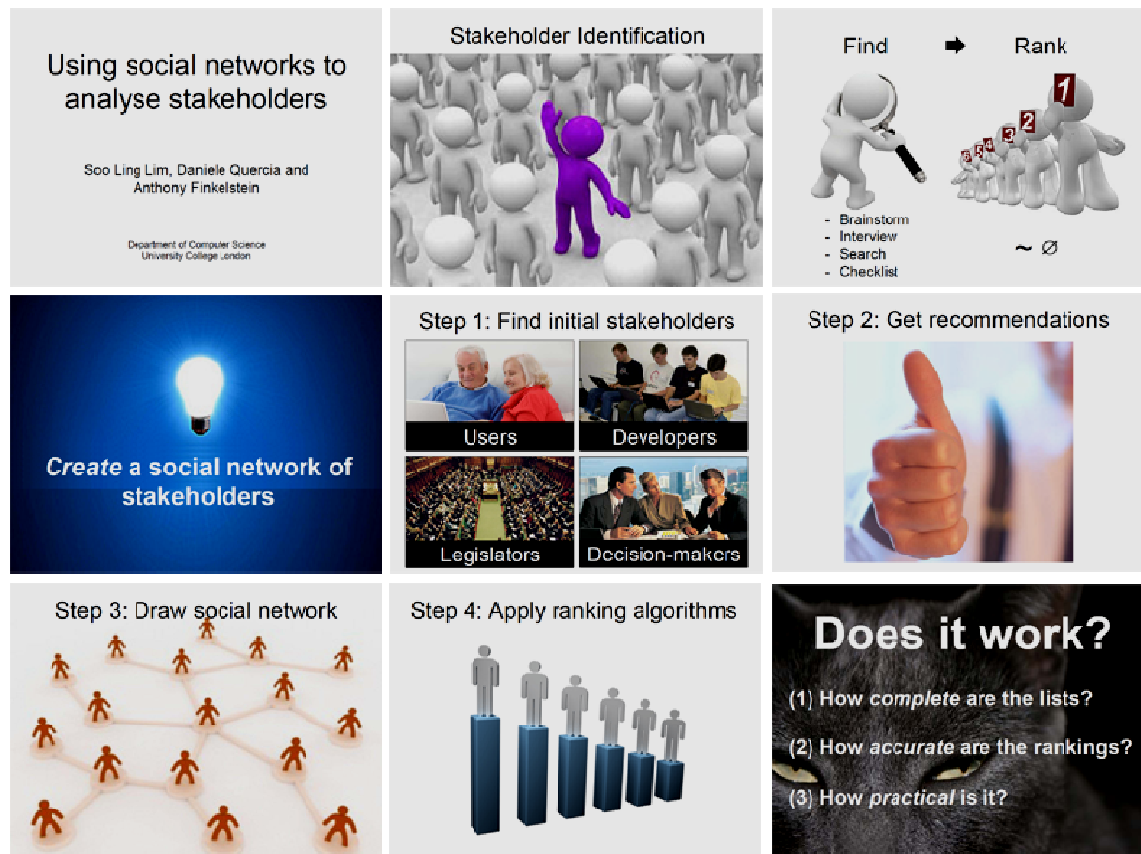 Using social networks to
analyse stakeholders
Soo Ling Lim, Daniele Quercia and
Anthony Finkelstein
Department of Computer Science
University College London
Stakeholder Identification
Find ➡ Rank
1
2
3
4
5
6
- Brainstorm
- Interview
- Search
- Checklist
~ ∅
Create a social network of
stakeholders
Step 1: Find initial stakeholders
Users
Developers
Legislators
Decision-makers
Step 2: Get recommendations
Step 3: Draw social network
Step 4: Apply ranking algorithms
Does it work?
(1) How complete are the lists?
(2) How accurate are the rankings?
(3) How practical is it?